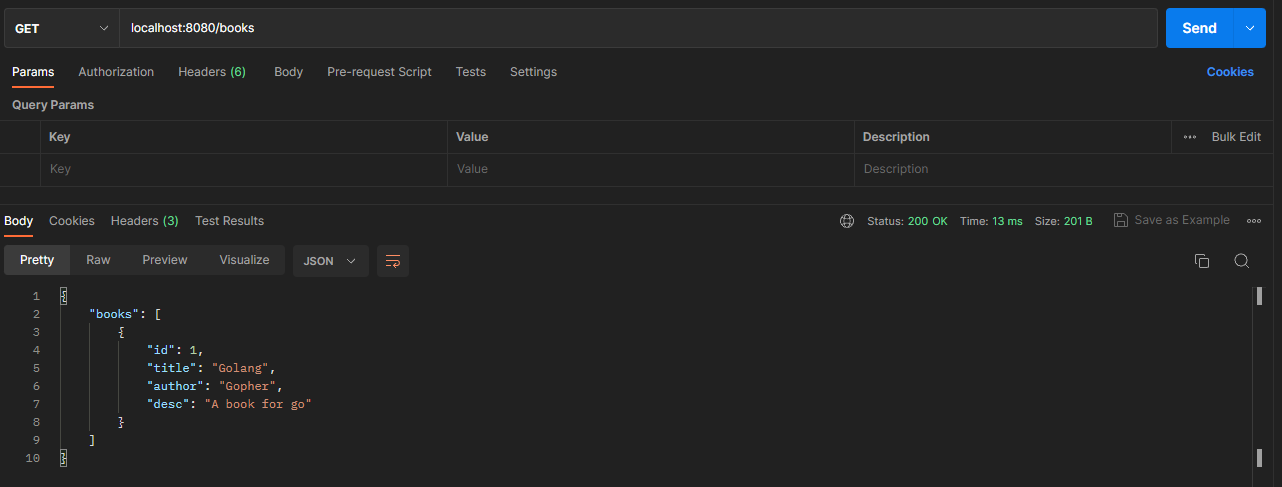 GET localhost:8080/books Send
Params Authorization Headers (6) Body Pre-request Script Tests Settings Cookies
Query Params
Key Value Description Bulk Edit
Key Value Description
Body Cookies Headers (3) Test Results Status: 200 OK Time: 13 ms Size: 201 B Save as Example
Pretty Raw Preview Visualize JSON
1 {
2 "books": [
3 {
4 "id": 1,
5 "title": "Golang",
6 "author": "Gopher",
7 "desc": "A book for go"
8 }
9 ]
10 }